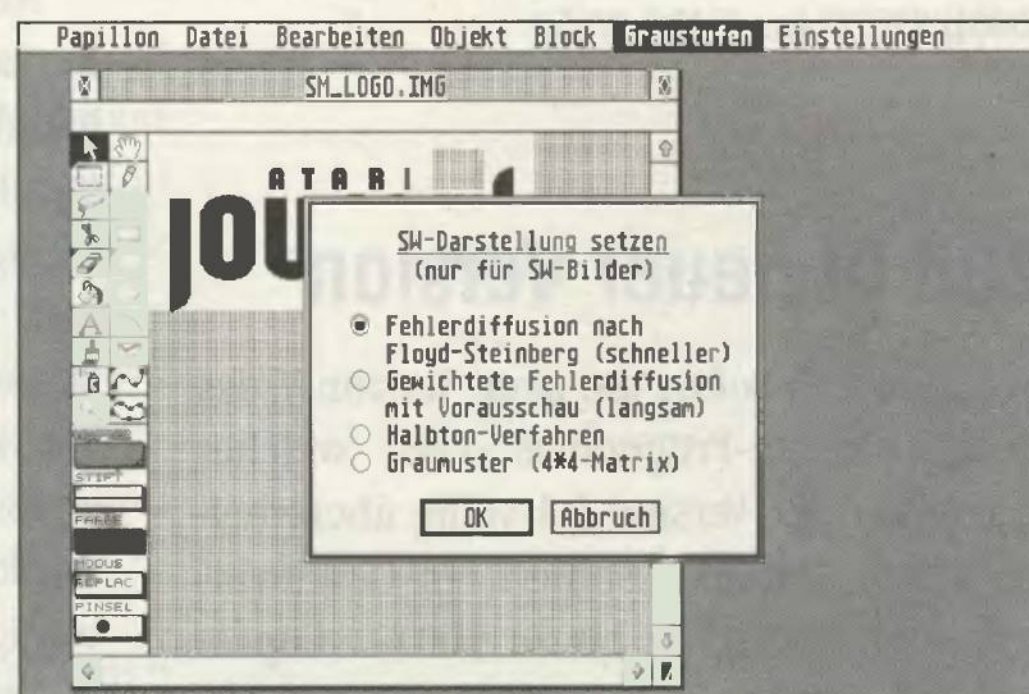 Papillon Datei Bearbeiten Objekt Block Graustufen Einstellungen
SM_LOGO.IMG
ATARI
JOU
SW-Darstellung setzen
(nur für SW-Bilder)
Fehlerdiffusion nach
Floyd-Steinberg (schneller)
Gewichtete Fehlerdiffusion
mit Vorausschau (langsam)
Halbton-Verfahren
Graumuster (4*4-Matrix)
OK Abbruch
A
STIFT
FARBE
MODUS
REPLAC
PINSEL